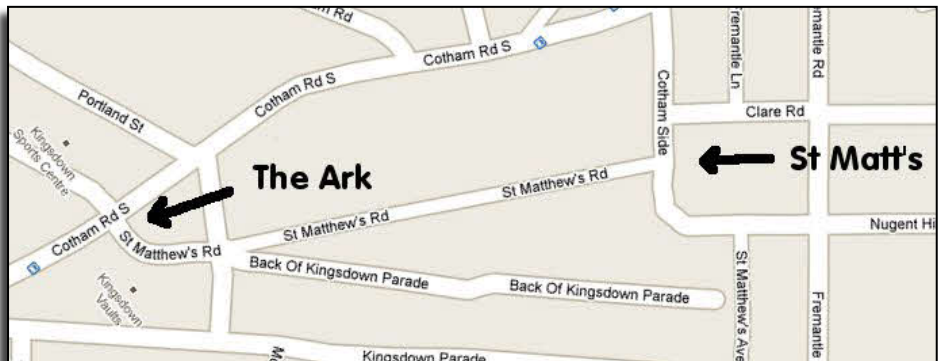 m Rd
Cotham Rd S
Cotham Rd S
Portland St
Kingsdown
Sports Centre
Cotham Rd S
The Ark
St Matthew's Rd
St Matthew's Rd
St Matthew's Rd
Cotham Side
Fremantle Ln
mantle Rd
Clare Rd
St Matt's
Nugent Hi
Back Of Kingsdown Parade
Back Of Kingsdown Parade
St Matthew's Ave
Fremantle
Kingsdown
Vaults
Kingsdown Parade